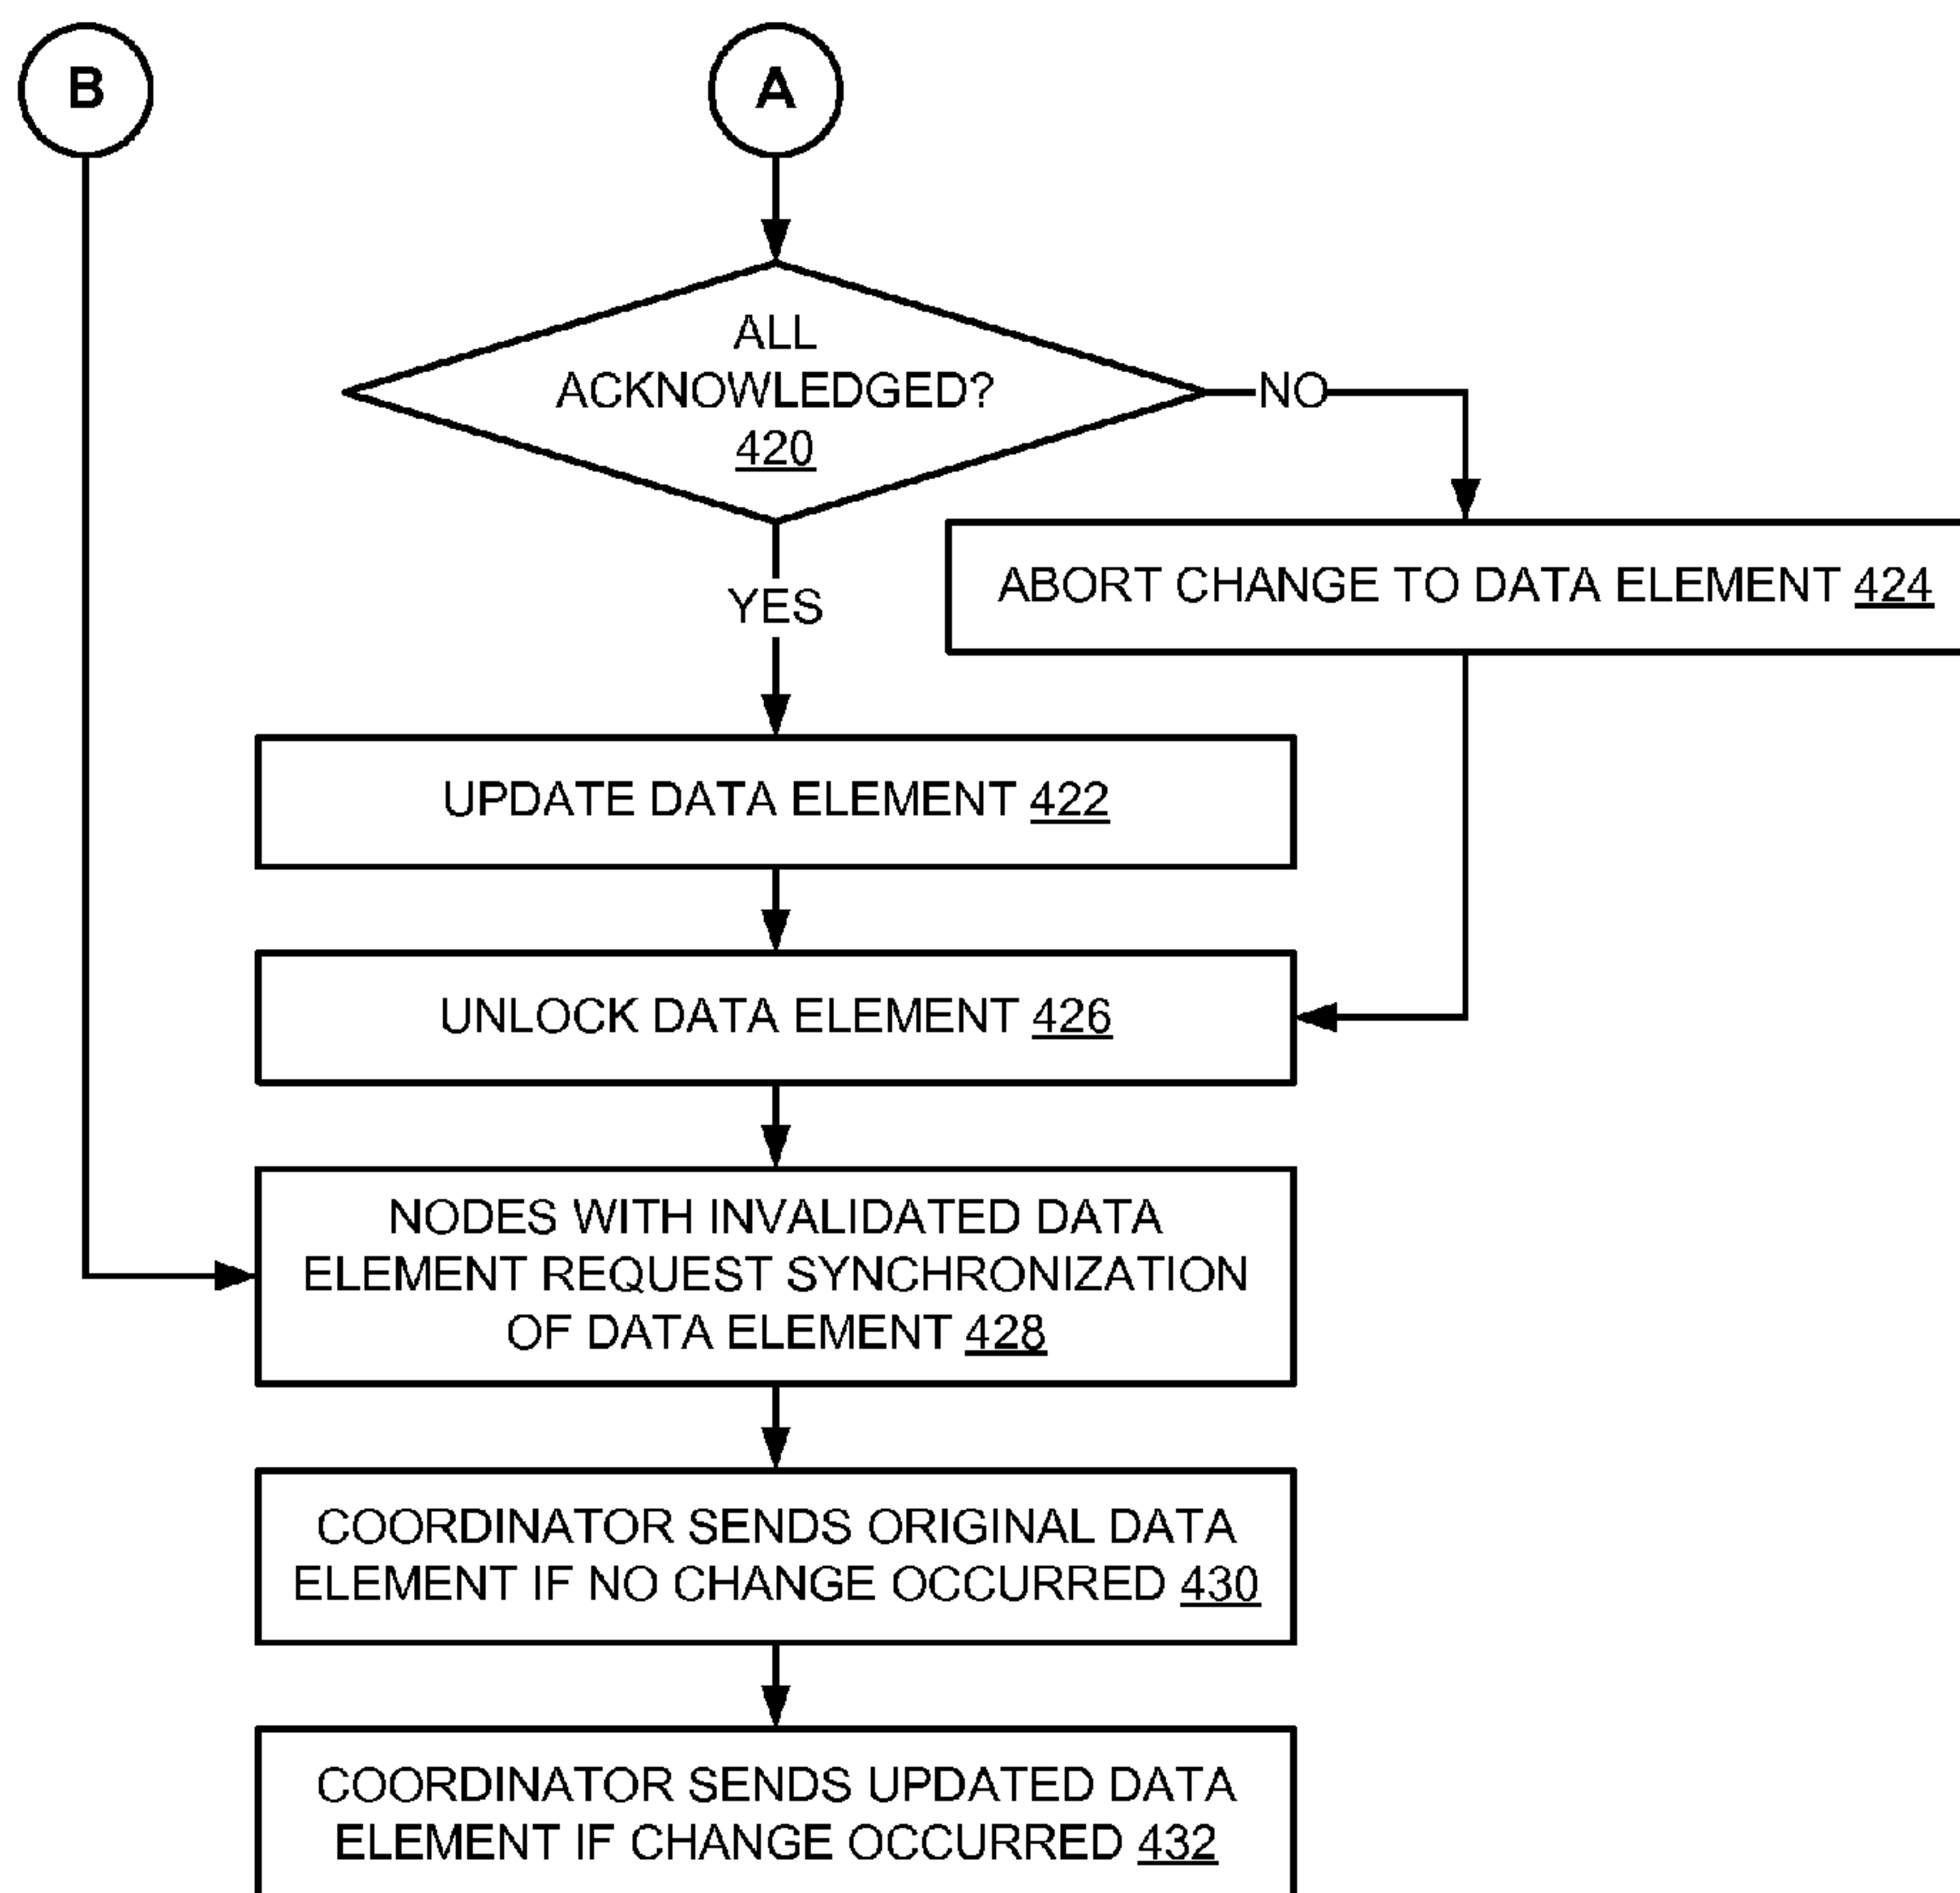 B
A
ALL
ACKNOWLEDGED?
420
NO
ABORT CHANGE TO DATA ELEMENT 424
YES
UPDATE DATA ELEMENT 422
UNLOCK DATA ELEMENT 426
NODES WITH INVALIDATED DATA
ELEMENT REQUEST SYNCHRONIZATION
OF DATA ELEMENT 428
COORDINATOR SENDS ORIGINAL DATA
ELEMENT IF NO CHANGE OCCURRED 430
COORDINATOR SENDS UPDATED DATA
ELEMENT IF CHANGE OCCURRED 432